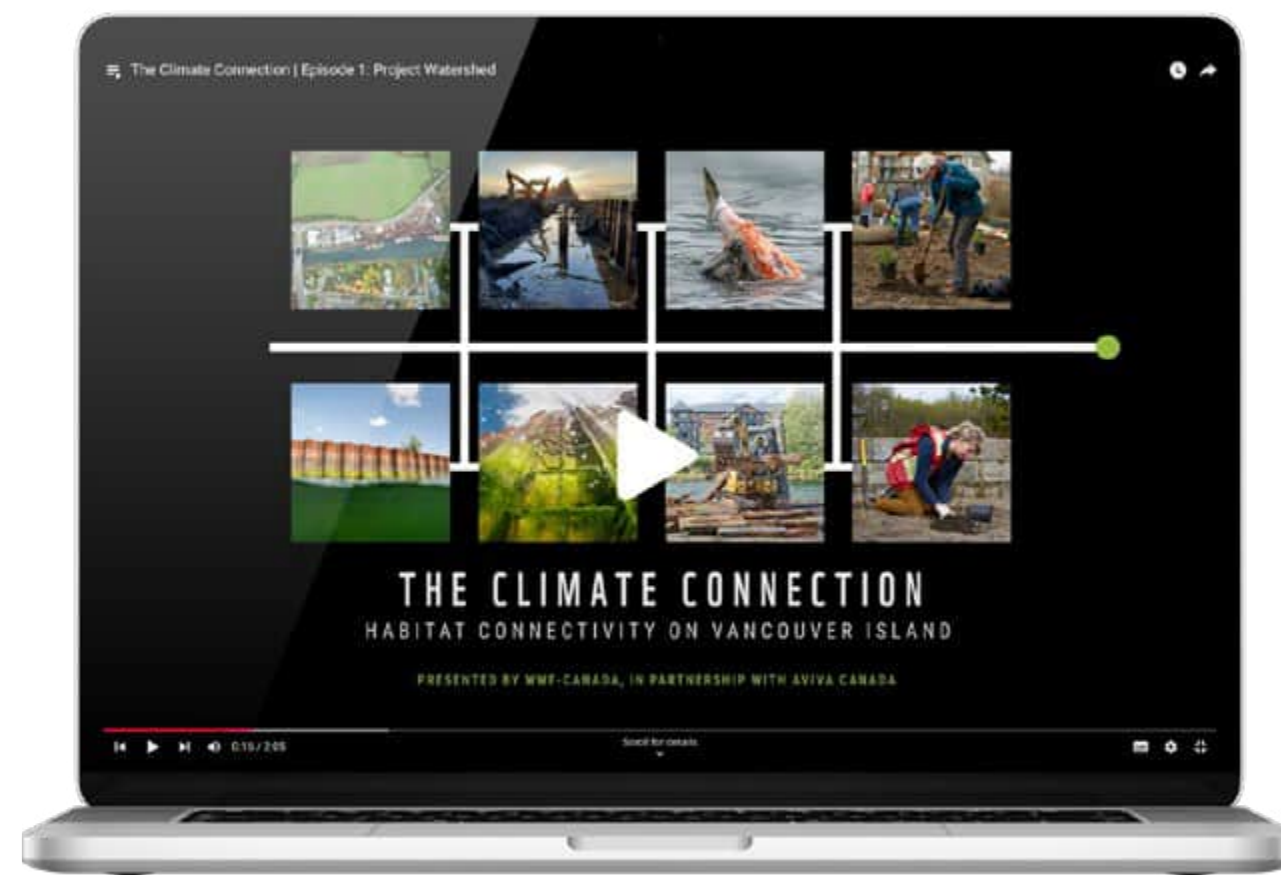 The Climate Connection | Episode 1: Project Watershed
THE CLIMATE CONNECTION
HABITAT CONNECTIVITY ON VANCOUVER ISLAND
PRESENTED BY WWF-CANADA, IN PARTNERSHIP WITH AVIVA CANADA
0:15 / 2:05
Scroll for details